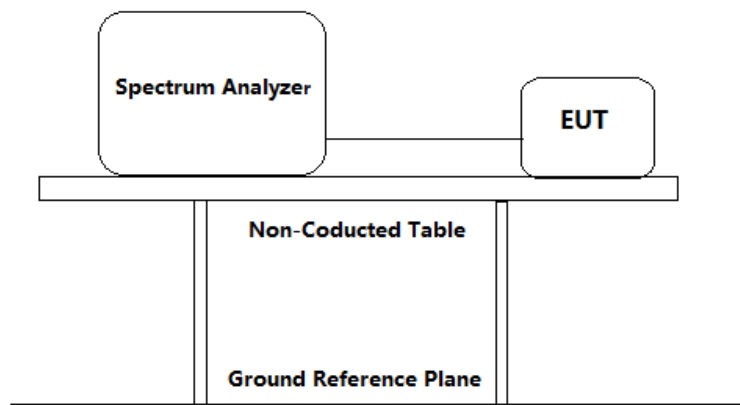 Spectrum Analyzer
EUT
Non-Coducted Table
Ground Reference Plane